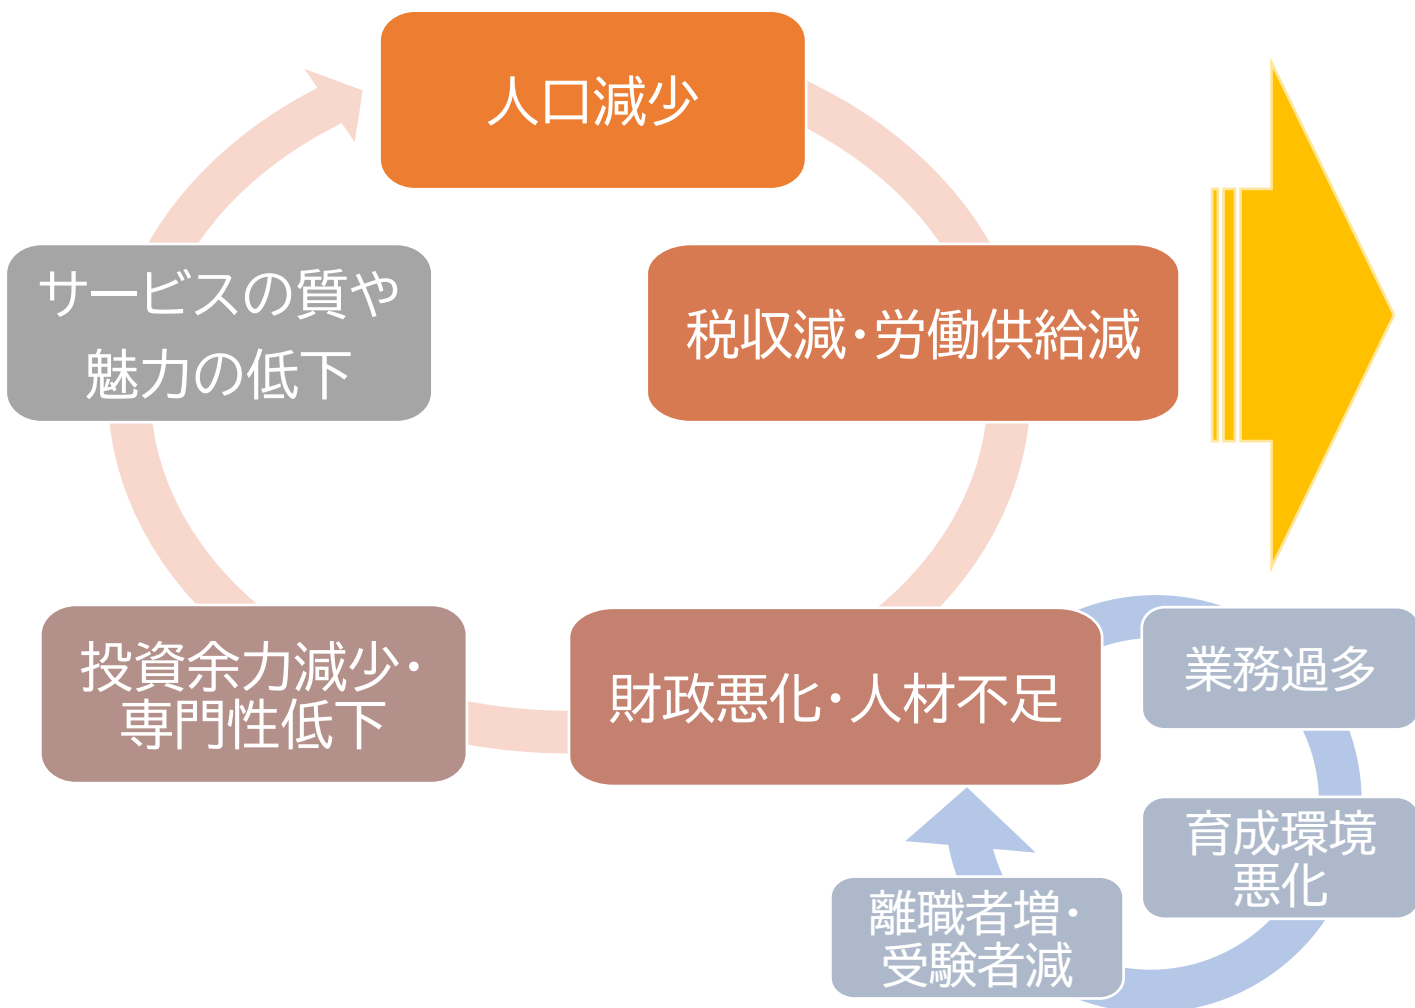 人口減少
税収減・労働供給減
財政悪化・人材不足
投資余力減少・
専門性低下
サービスの質や
魅力の低下
業務過多
育成環境
悪化
離職者増・
受験者減